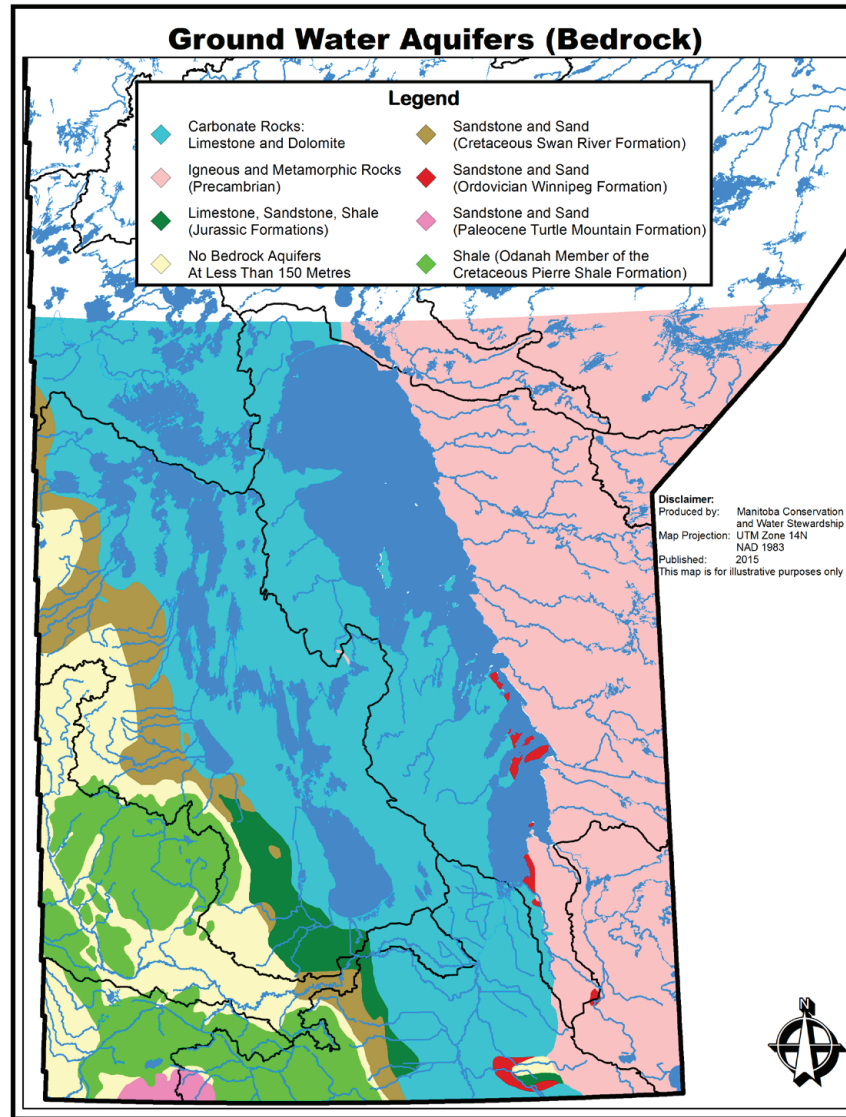 Ground Water Aquifers (Bedrock)
Legend
Carbonate Rocks:
Limestone and Dolomite
Igneous and Metamorphic Rocks
(Precambrian)
Limestone, Sandstone, Shale
(Jurassic Formations)
No Bedrock Aquifers
At Less Than 150 Metres
Sandstone and Sand
(Cretaceous Swan River Formation)
Sandstone and Sand
(Ordovician Winnipeg Formation)
Sandstone and Sand
(Paleocene Turtle Mountain Formation)
Shale (Odanah Member of the
Cretaceous Pierre Shale Formation)
Disclaimer:
Produced by: Manitoba Conservation
and Water Stewardship
Map Projection: UTM Zone 14N
NAD 1983
Published: 2015
This map is for illustrative purposes only
N